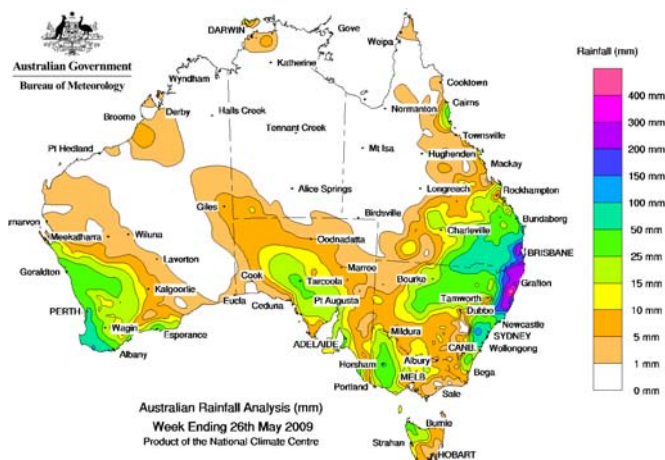 Australian Government
Bureau of Meteorology
DARWIN
Gove
Weipa
Katherine
Wyndham
Cooktown
Cairns
Derby
Halls Creek
Normanton
Broome
Tennant Creek
Townsville
Pt Hedland
Mt Isa
Hughenden
Mackay
Alice Springs
Longreach
Rockhampton
Giles
Birdsville
Bundaberg
Charleville
Meekatharra
Wiluna
Oodnadatta
BRISBANE
Laverton
Marree
Geraldton
Cook
Tarcoola
Bourke
Grafton
Kalgoorlie
Eucla
Ceduna
Pt Augusta
Tamworth
Dubbo
PERTH
Newcastle
Wagin
Esperance
Mildura
SYDNEY
ADELAIDE
CANB.
Wollongong
Albany
Horsham
Albury
Bega
Portland
MELB
Sale
Burnie
Strahan
HOBART
Rainfall (mm)
400 mm
300 mm
200 mm
150 mm
100 mm
50 mm
25 mm
15 mm
10 mm
5 mm
1 mm
0 mm
Australian Rainfall Analysis (mm)
Week Ending 26th May 2009
Product of the National Climate Centre